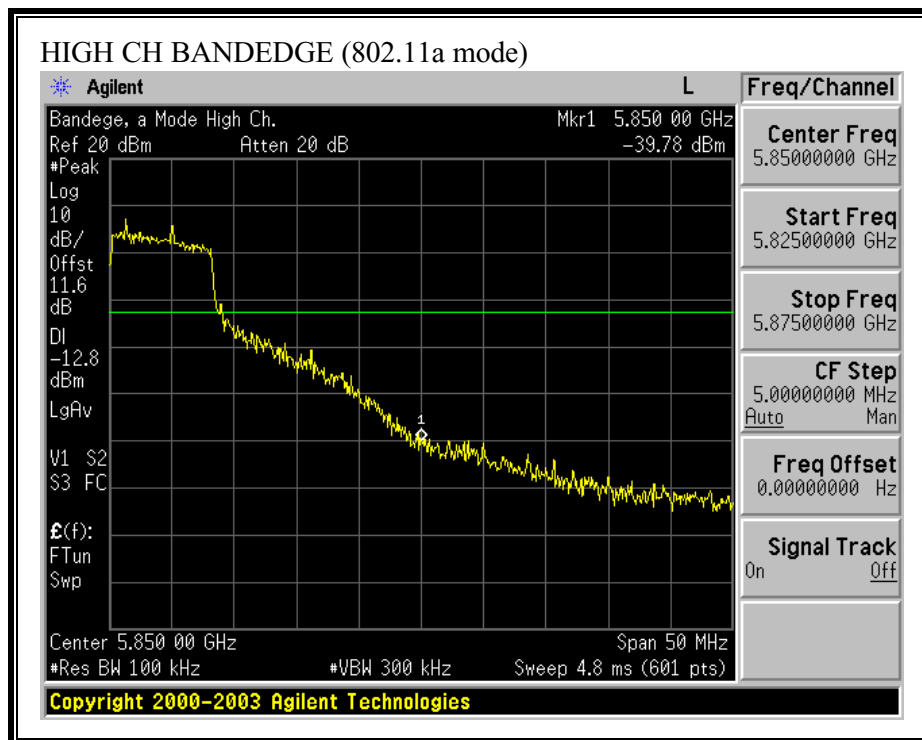 HIGH CH BANDEDGE (802.11a mode)
Agilent L
Bandege, a Mode High Ch. Mkr1 5.850 00 GHz
Ref 20 dBm Atten 20 dB -39.78 dBm
#Peak
Log
10
dB/
Offst
11.6
dB
DI
-12.8
dBm
LgAv
V1 S2
S3 FC
£(f):
FTun
Swp
1
Center 5.850 00 GHz Span 50 MHz
#Res BW 100 kHz #VBW 300 kHz Sweep 4.8 ms (601 pts)
Copyright 2000-2003 Agilent Technologies
Freq/Channel
Center Freq
5.85000000 GHz
Start Freq
5.82500000 GHz
Stop Freq
5.87500000 GHz
CF Step
5.00000000 MHz
Auto Man
Freq Offset
0.00000000 Hz
Signal Track
On Off